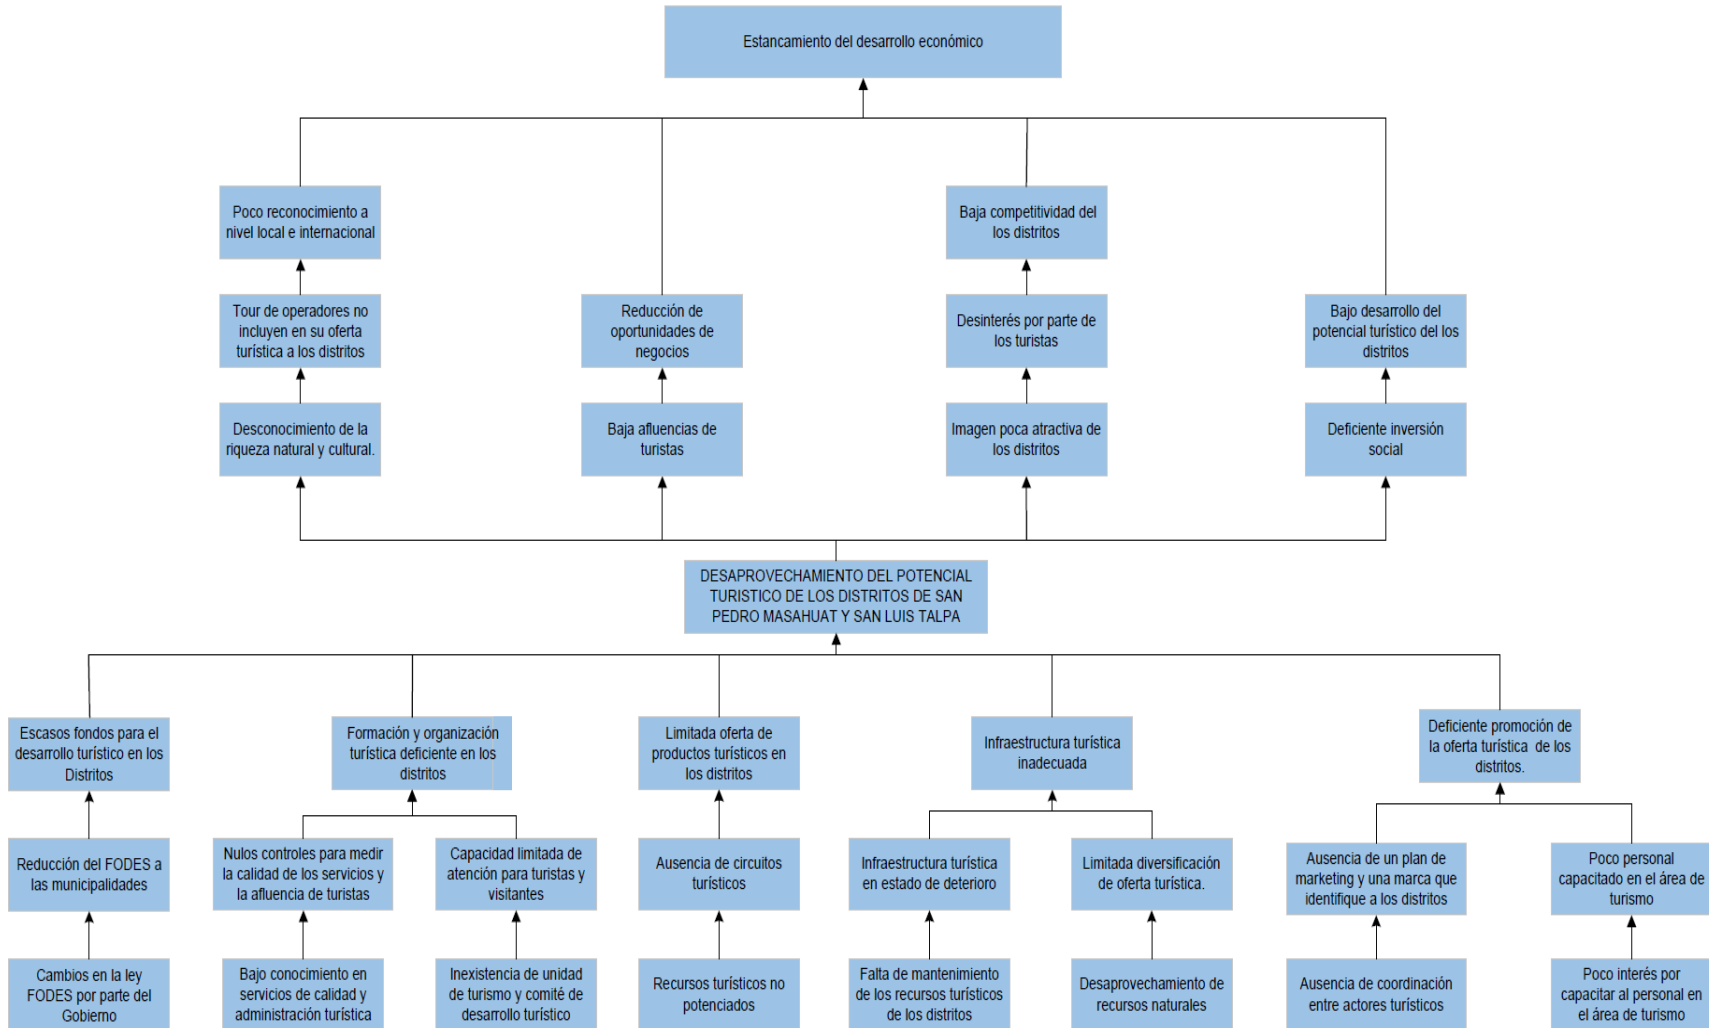 Estancamiento del desarrollo económico
Poco reconocimiento a
nivel local e internacional
Baja competitividad del
los distritos
Tour de operadores no
incluyen en su oferta
turística a los distritos
Reducción de
oportunidades de
negocios
Desinterés por parte de
los turistas
Bajo desarrollo del
potencial turístico del los
distritos
Desconocimiento de la
riqueza natural y cultural.
Baja afluencias de
turistas
Imagen poca atractiva de
los distritos
Deficiente inversión
social
DESAPROVECHAMIENTO DEL POTENCIAL
TURISTICO DE LOS DISTRITOS DE SAN
PEDRO MASAHUAT Y SAN LUIS TALPA
Escasos fondos para el
desarrollo turístico en los
Distritos
Formación y organización
turística deficiente en los
distritos
Limitada oferta de
productos turísticos en
los distritos
Infraestructura turística
inadecuada
Deficiente promoción de
la oferta turística de los
distritos.
Reducción del FODES a
las municipalidades
Nulos controles para medir
la calidad de los servicios y
la afluencia de turistas
Capacidad limitada de
atención para turistas y
visitantes
Ausencia de circuitos
turísticos
Infraestructura turística
en estado de deterioro
Limitada diversificación
de oferta turística.
Ausencia de un plan de
marketing y una marca que
identifique a los distritos
Poco personal
capacitado en el área de
turismo
Cambios en la ley
FODES por parte del
Gobierno
Bajo conocimiento en
servicios de calidad y
administración turística
Inexistencia de unidad
de turismo y comité de
desarrollo turístico
Recursos turísticos no
potenciados
Falta de mantenimiento
de los recursos turísticos
de los distritos
Desaprovechamiento de
recursos naturales
Ausencia de coordinación
entre actores turísticos
Poco interés por
capacitar al personal en
el área de turismo